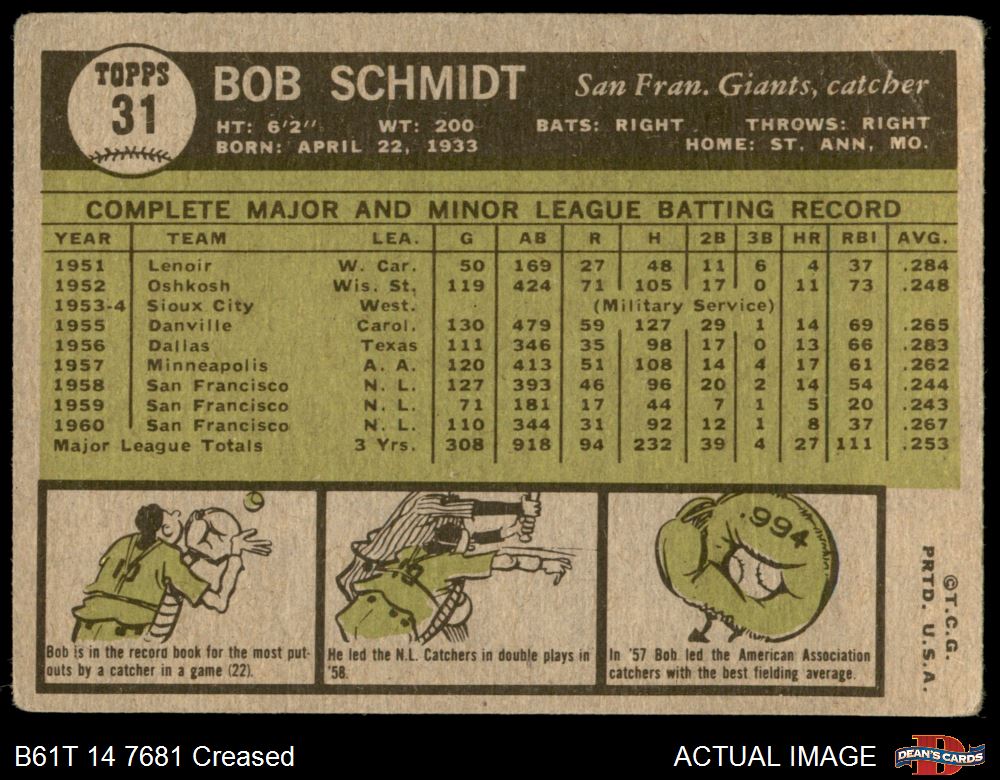 TOPPS
31
BOB SCHMIDT
San Fran. Giants, catcher
HT: 6'2" WT: 200 BATS: RIGHT THROWS: RIGHT
BORN: APRIL 22, 1933 HOME: ST. ANN, MO.
COMPLETE MAJOR AND MINOR LEAGUE BATTING RECORD
YEAR TEAM LEA. G AB R H 2B 3B HR RBI AVG.
1951 Lenoir W. Car. 50 169 27 48 11 6 4 37 .284
1952 Oshkosh Wis. St. 119 424 71 105 17 0 11 73 .248
1953-4 Sioux City West. (Military Service)
1955 Danville Carol. 130 479 59 127 29 1 14 69 .265
1956 Dallas Texas 111 346 35 98 17 0 13 66 .283
1957 Minneapolis A. A. 120 413 51 108 14 4 17 61 .262
1958 San Francisco N. L. 127 393 46 96 20 2 14 54 .244
1959 San Francisco N. L. 71 181 17 44 7 1 5 20 .243
1960 San Francisco N. L. 110 344 31 92 12 1 8 37 .267
Major League Totals 3 Yrs. 308 918 94 232 39 4 27 111 .253
13
.994
Bob is in the record book for the most put-
outs by a catcher in a game (22).
He led the N.L. Catchers in double plays in
'58.
In '57 Bob led the American Association
catchers with the best fielding average.
©T.C.G.
PRTD. U.S.A.
B61T 14 7681 Creased
ACTUAL IMAGE
DEAN'S CARDS